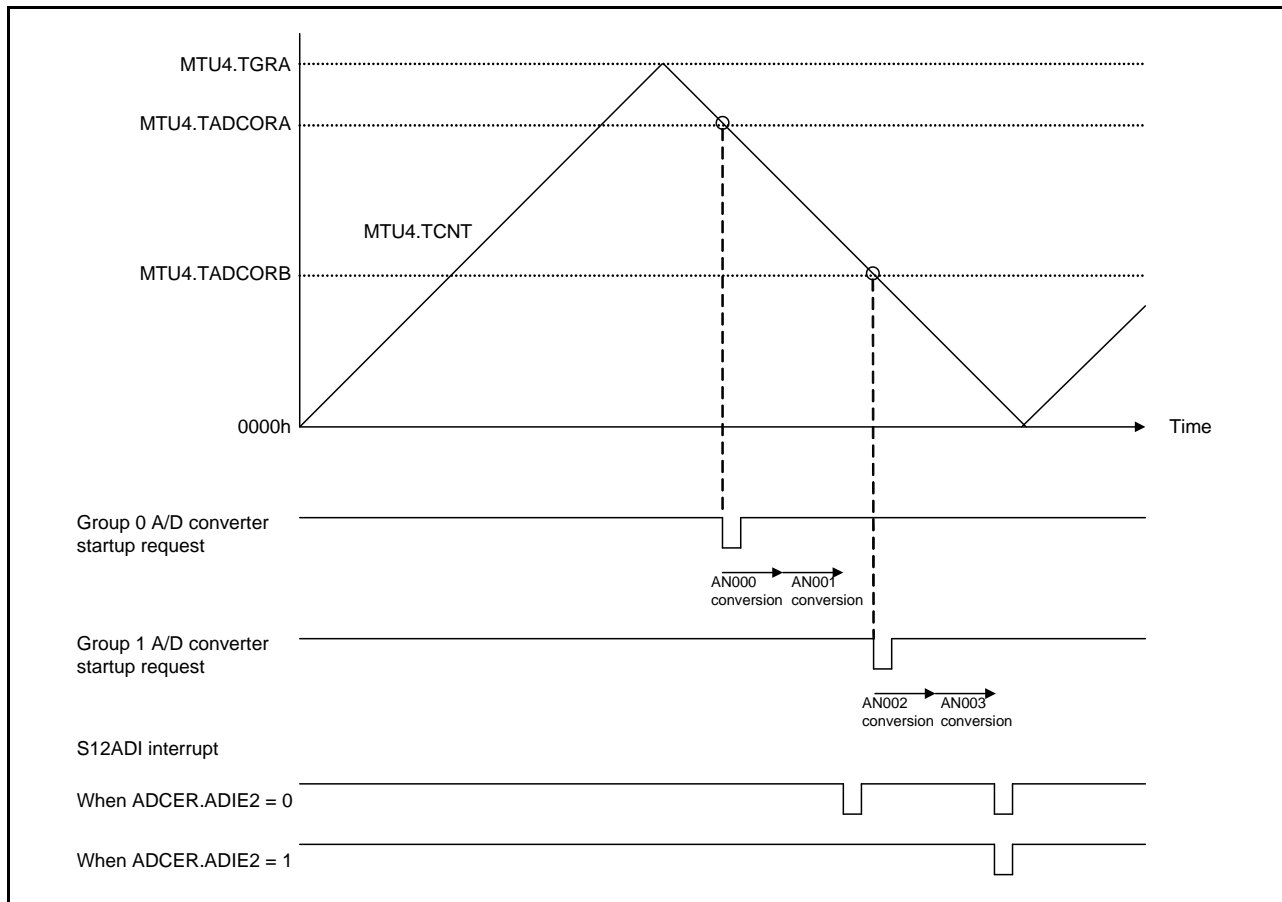 MTU4.TGRA
MTU4.TADCORA
MTU4.TCNT
MTU4.TADCORB
0000h
Time
Group 0 A/D converter
startup request
AN000
conversion
AN001
conversion
Group 1 A/D converter
startup request
AN002
conversion
AN003
conversion
S12ADI interrupt
When ADCER.ADIE2 = 0
When ADCER.ADIE2 = 1